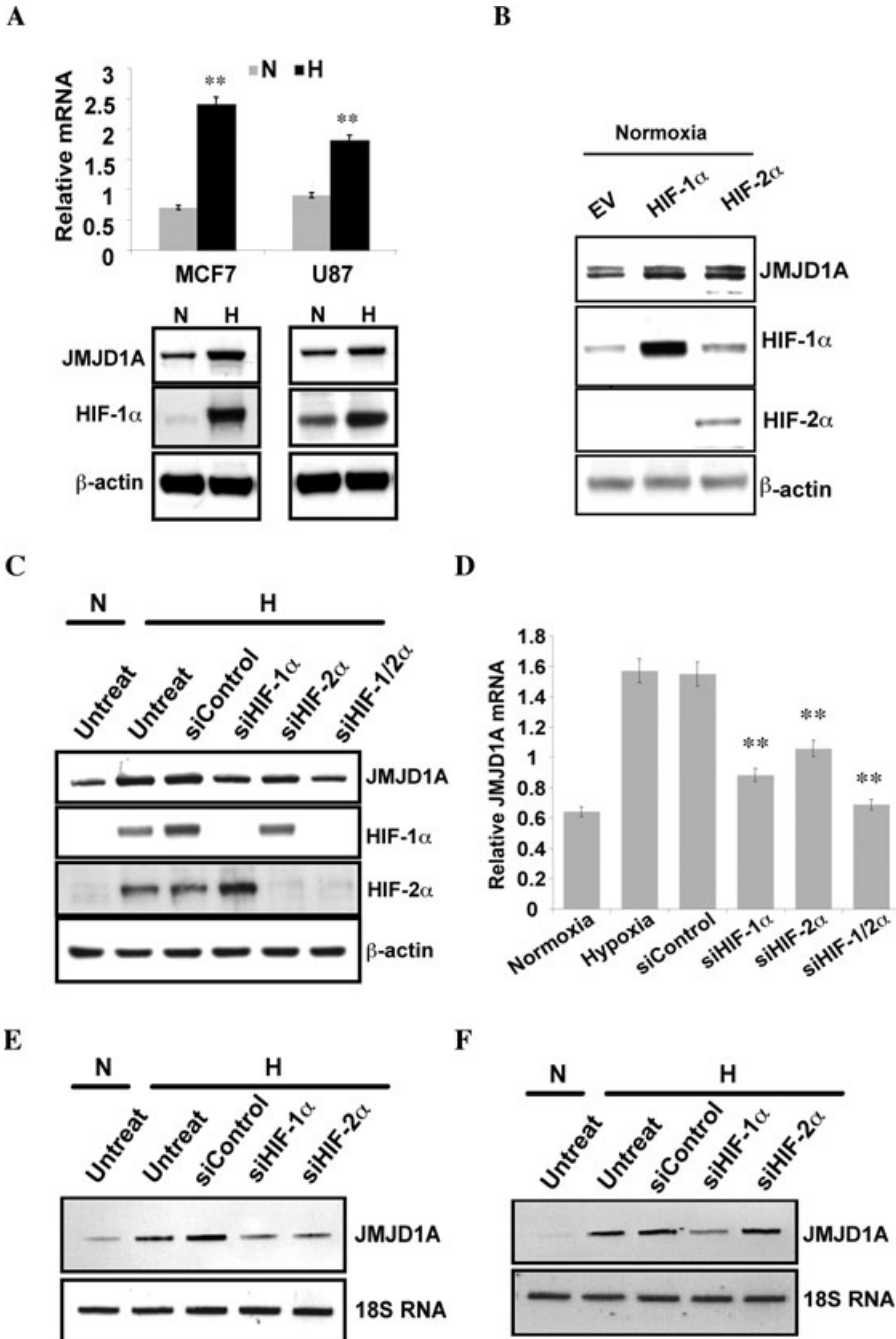 A
Relative mRNA
3
2.5
2
1.5
1
0.5
0
N H
**
**
MCF7 U87
N H N H
JMJD1A
HIF-1α
β-actin
B
Normoxia
EV HIF-1α HIF-2α
JMJD1A
HIF-1α
HIF-2α
β-actin
C
N H
Untreat Untreat siControl siHIF-1α siHIF-2α siHIF-1/2α
JMJD1A
HIF-1α
HIF-2α
β-actin
D
Relative JMJD1A mRNA
1.8
1.6
1.4
1.2
1
0.8
0.6
0.4
0.2
0
**
**
**
Normoxia Hypoxia siControl siHIF-1α siHIF-2α siHIF-1/2α
E
N H
Untreat Untreat siControl siHIF-1α siHIF-2α
JMJD1A
18S RNA
F
N H
Untreat Untreat siControl siHIF-1α siHIF-2α
JMJD1A
18S RNA